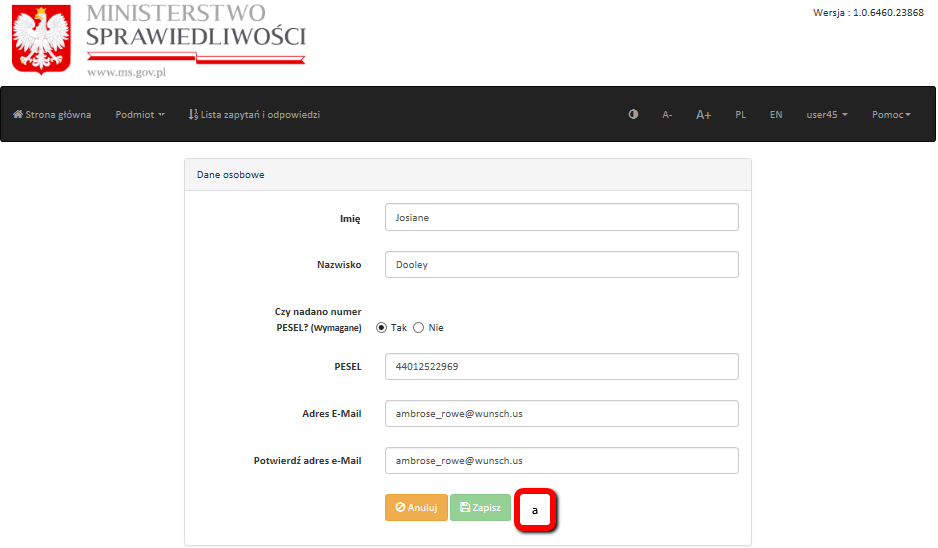 MINISTERSTWO
SPRAWIEDLIWOŚCI
www.ms.gov.pl
Wersja : 1.0.6460.23868
Strona główna Podmiot Lista zapytań i odpowiedzi A- A+ PL EN user45 Pomoc
Dane osobowe
Imię Josiane
Nazwisko Dooley
Czy nadano numer
PESEL? (Wymagane) Tak Nie
PESEL 44012522969
Adres E-Mail ambrose_rowe@wunsch.us
Potwierdź adres e-Mail ambrose_rowe@wunsch.us
Anuluj Zapisz a